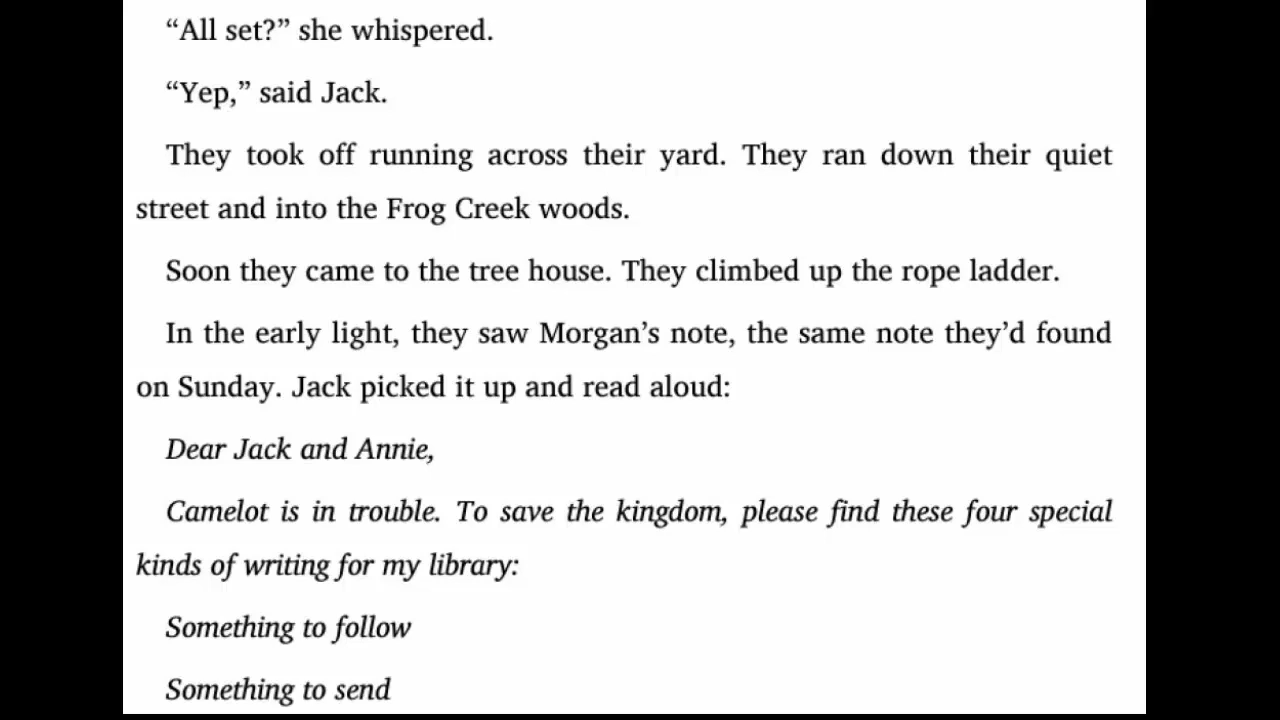 “All set?” she whispered.
“Yep,” said Jack.
They took off running across their yard. They ran down their quiet
street and into the Frog Creek woods.
Soon they came to the tree house. They climbed up the rope ladder.
In the early light, they saw Morgan’s note, the same note they’d found
on Sunday. Jack picked it up and read aloud:
Dear Jack and Annie,
Camelot is in trouble. To save the kingdom, please find these four special
kinds of writing for my library:
Something to follow
Something to send